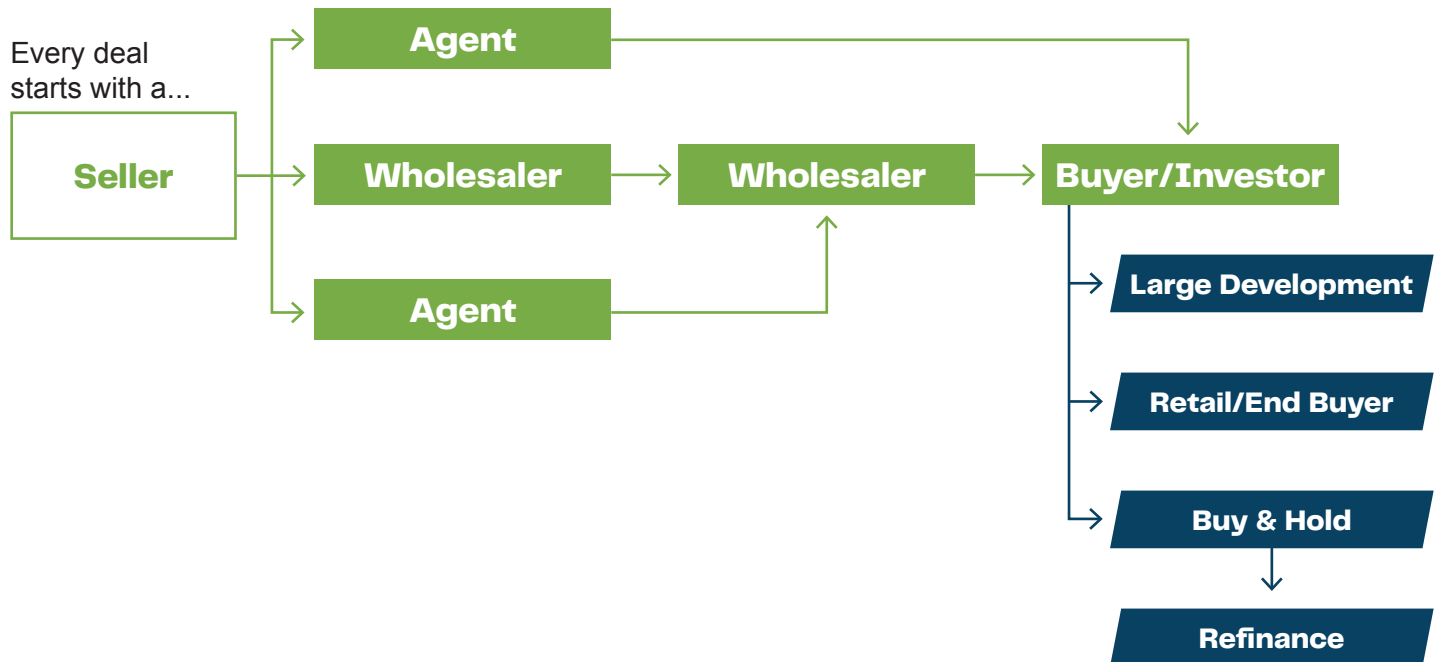 Every deal
starts with a...
Seller
Agent
Wholesaler
Agent
Wholesaler
Buyer/Investor
Large Development
Retail/End Buyer
Buy & Hold
Refinance